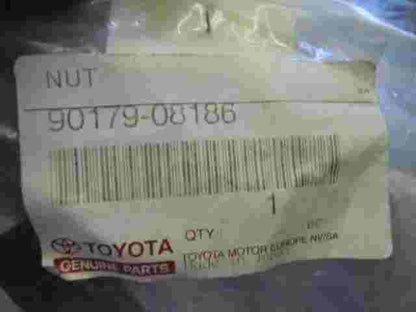 NUT
90179-08186
QTY
1
TOYOTA
GENUINE PARTS
TOYOTA MOTOR EUROPE NV/SA